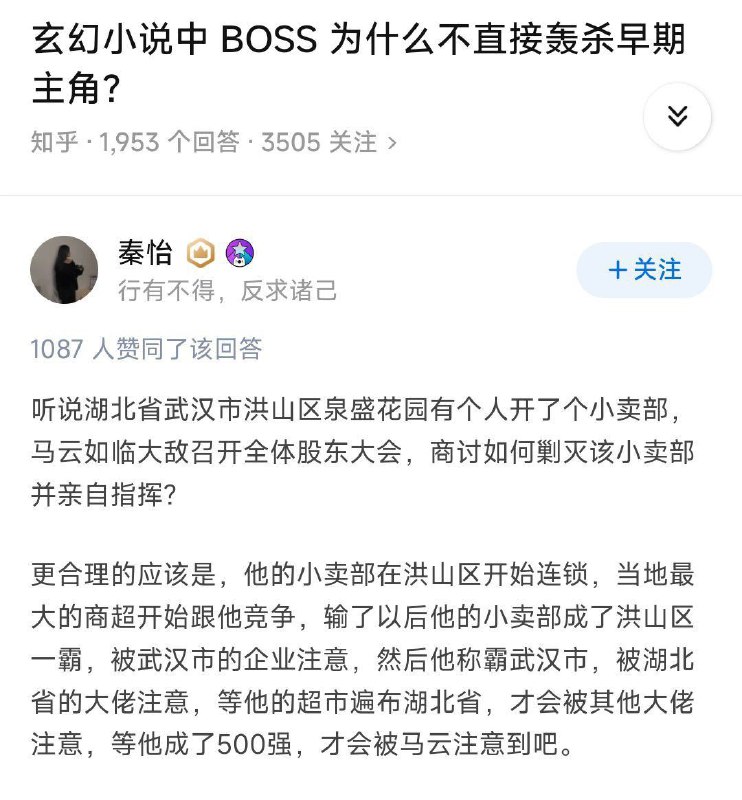 玄幻小说中 BOSS 为什么不直接轰杀早期
主角?
知乎 · 1,953 个回答 · 3505 关注 >
秦怡
+关注
行有不得，反求诸己
1087 人赞同了该回答
听说湖北省武汉市洪山区泉盛花园有个人开了个小卖部，
马云如临大敌召开全体股东大会，商讨如何剿灭该小卖部
并亲自指挥?
更合理的应该是，他的小卖部在洪山区开始连锁，当地最
大的商超开始跟他竞争，输了以后他的小卖部成了洪山区
一霸，被武汉市的企业注意，然后他称霸武汉市，被湖北
省的大佬注意，等他的超市遍布湖北省，才会被其他大佬
注意，等他成了500强，才会被马云注意到吧。